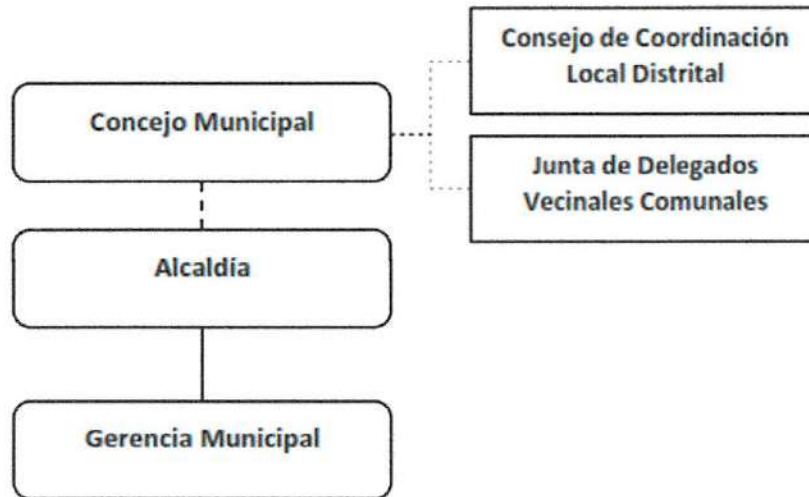 Consejo de Coordinación
Local Distrital
Concejo Municipal
Junta de Delegados
Vecinales Comunales
Alcaldía
Gerencia Municipal